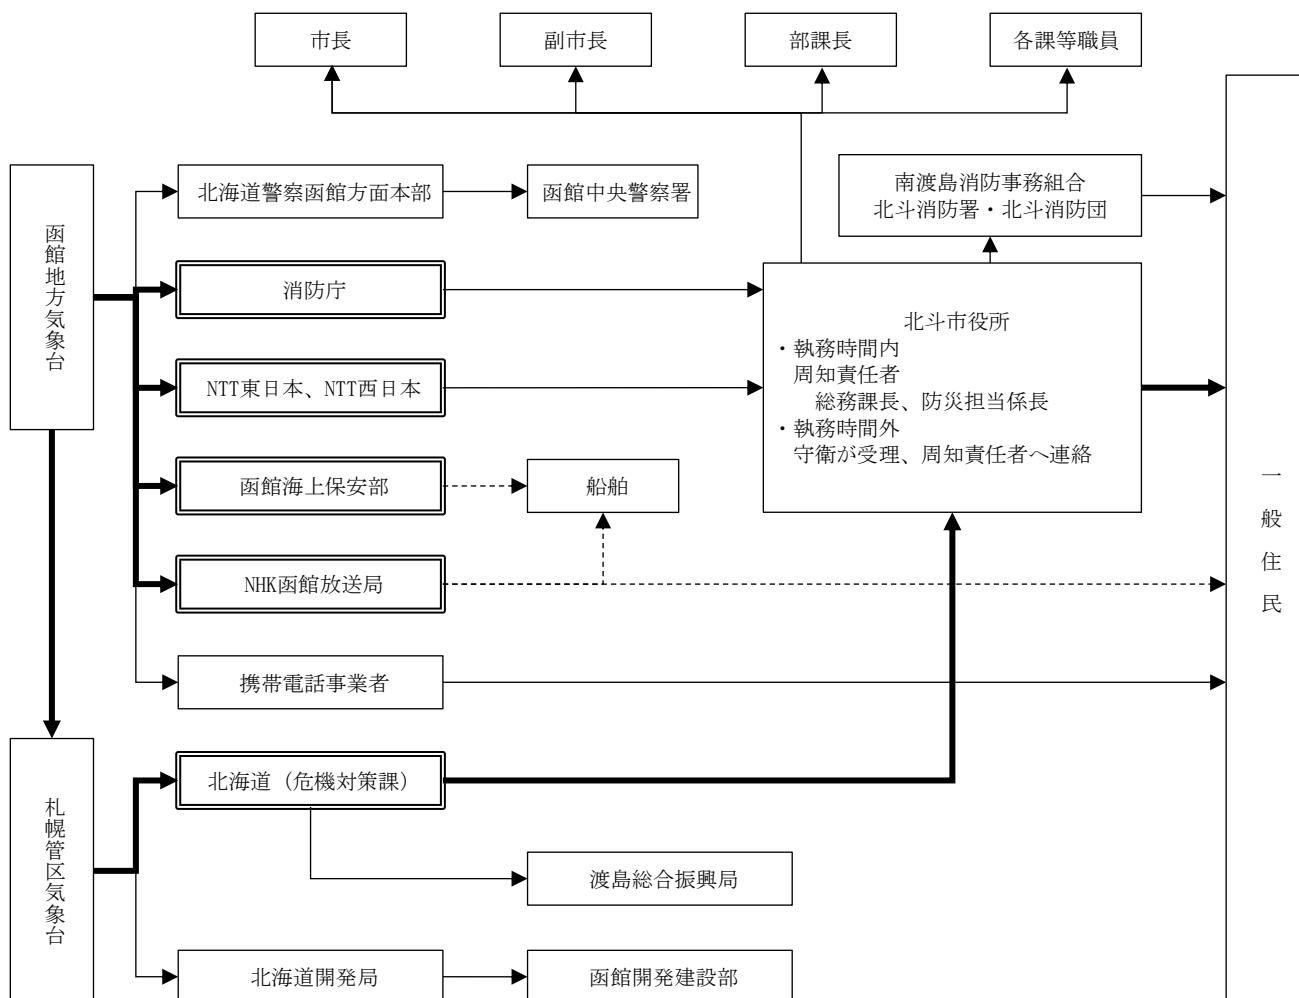 市長
副市長
部課長
各課等職員
北海道警察函館方面本部
函館中央警察署
南渡島消防事務組合
北斗消防署・北斗消防団
函館地方気象台
消防庁
北斗市役所
・執務時間内
周知責任者
総務課長、防災担当係長
・執務時間外
守衛が受理、周知責任者へ連絡
NTT東日本、NTT西日本
函館海上保安部
船舶
一般住民
NHK函館放送局
携帯電話事業者
札幌管区気象台
北海道（危機対策課）
渡島総合振興局
北海道開発局
函館開発建設部